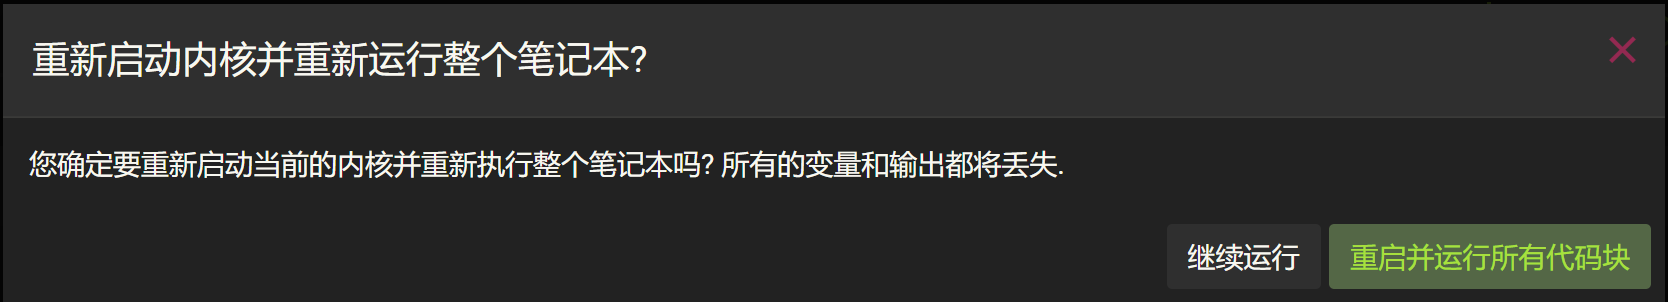 重新启动内核并重新运行整个笔记本?
您确定要重新启动当前的内核并重新执行整个笔记本吗? 所有的变量和输出都将丢失.
继续运行
重启并运行所有代码块